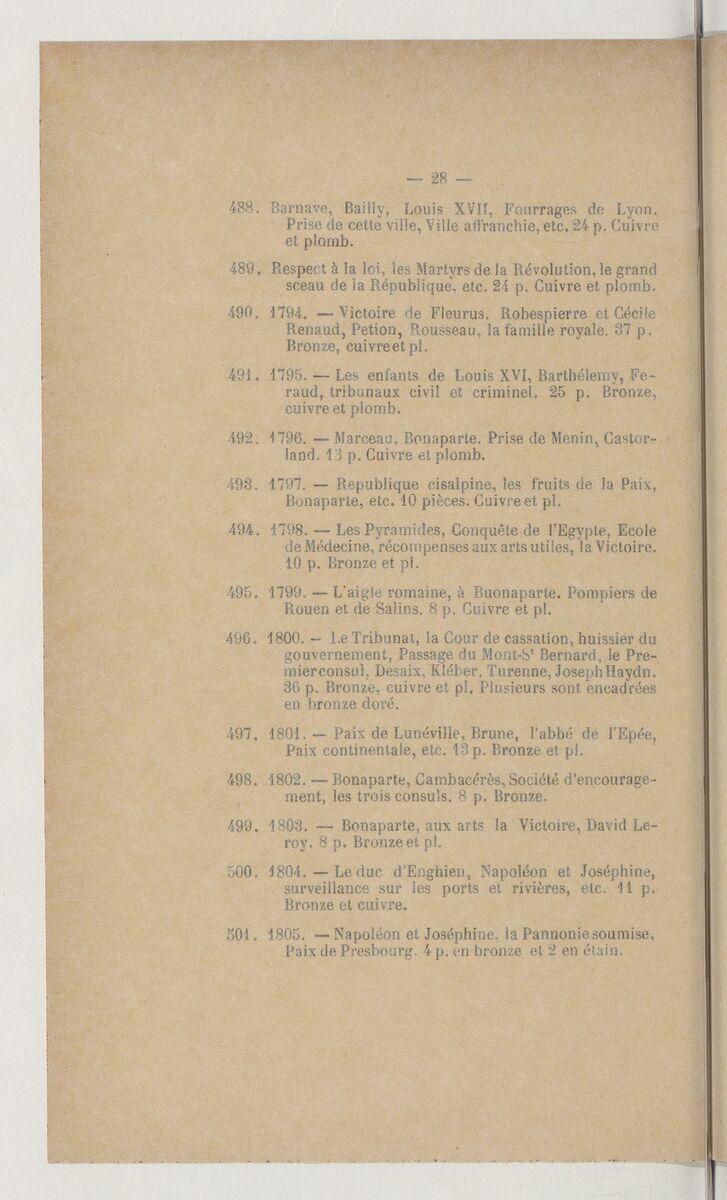 — 28 —
488. Barnave, Bailly, Louis XVII, Fourrages de Lyon.
Prise de cette ville, Ville affranchie, etc. 24 p. Cuivre
et plomb.
489. Respect à la loi, les Martyrs de la Révolution, le grand
sceau de la République, etc. 24 p. Cuivre et plomb.
490. 1794. — Victoire de Fleurus. Robespierre et Cécile
Renaud, Petion, Rousseau, la famille royale. 37 p.
Bronze, cuivre et pl.
491. 1795. — Les enfants de Louis XVI, Barthélemy, Fe-
raud, tribunaux civil et criminel. 25 p. Bronze,
cuivre et plomb.
492. 1796. — Marceau, Bonaparte. Prise de Menin, Castor-
land. 13 p. Cuivre et plomb.
493. 1797. — Republique cisalpine, les fruits de la Paix,
Bonaparte, etc. 10 pièces. Cuivre et pl.
494. 1798. — Les Pyramides, Conquête de l'Egypte, Ecole
de Médecine, récompenses aux arts utiles, la Victoire.
10 p. Bronze et pl.
495. 1799. — L'aigle romaine, à Buonaparte. Pompiers de
Rouen et de Salins. 8 p. Cuivre et pl.
496. 1800. — Le Tribunat, la Cour de cassation, huissier du
gouvernement, Passage du Mont-St Bernard, le Pre-
mier consul, Desaix, Kléber, Turenne, Joseph Haydn.
36 p. Bronze, cuivre et pl. Plusieurs sont encadrées
en bronze doré.
497. 1801. — Paix de Lunéville, Brune, l'abbé de l'Epée,
Paix continentale, etc. 13 p. Bronze et pl.
498. 1802. — Bonaparte, Cambacérès, Société d'encourage-
ment, les trois consuls. 8 p. Bronze.
499. 1803. — Bonaparte, aux arts la Victoire, David Le-
roy. 8 p. Bronze et pl.
500. 1804. — Le duc d'Enghien, Napoléon et Joséphine,
surveillance sur les ports et rivières, etc. 11 p.
Bronze et cuivre.
501. 1805. — Napoléon et Joséphine, la Pannonie soumise,
Paix de Presbourg. 4 p. en bronze et 2 en étain.